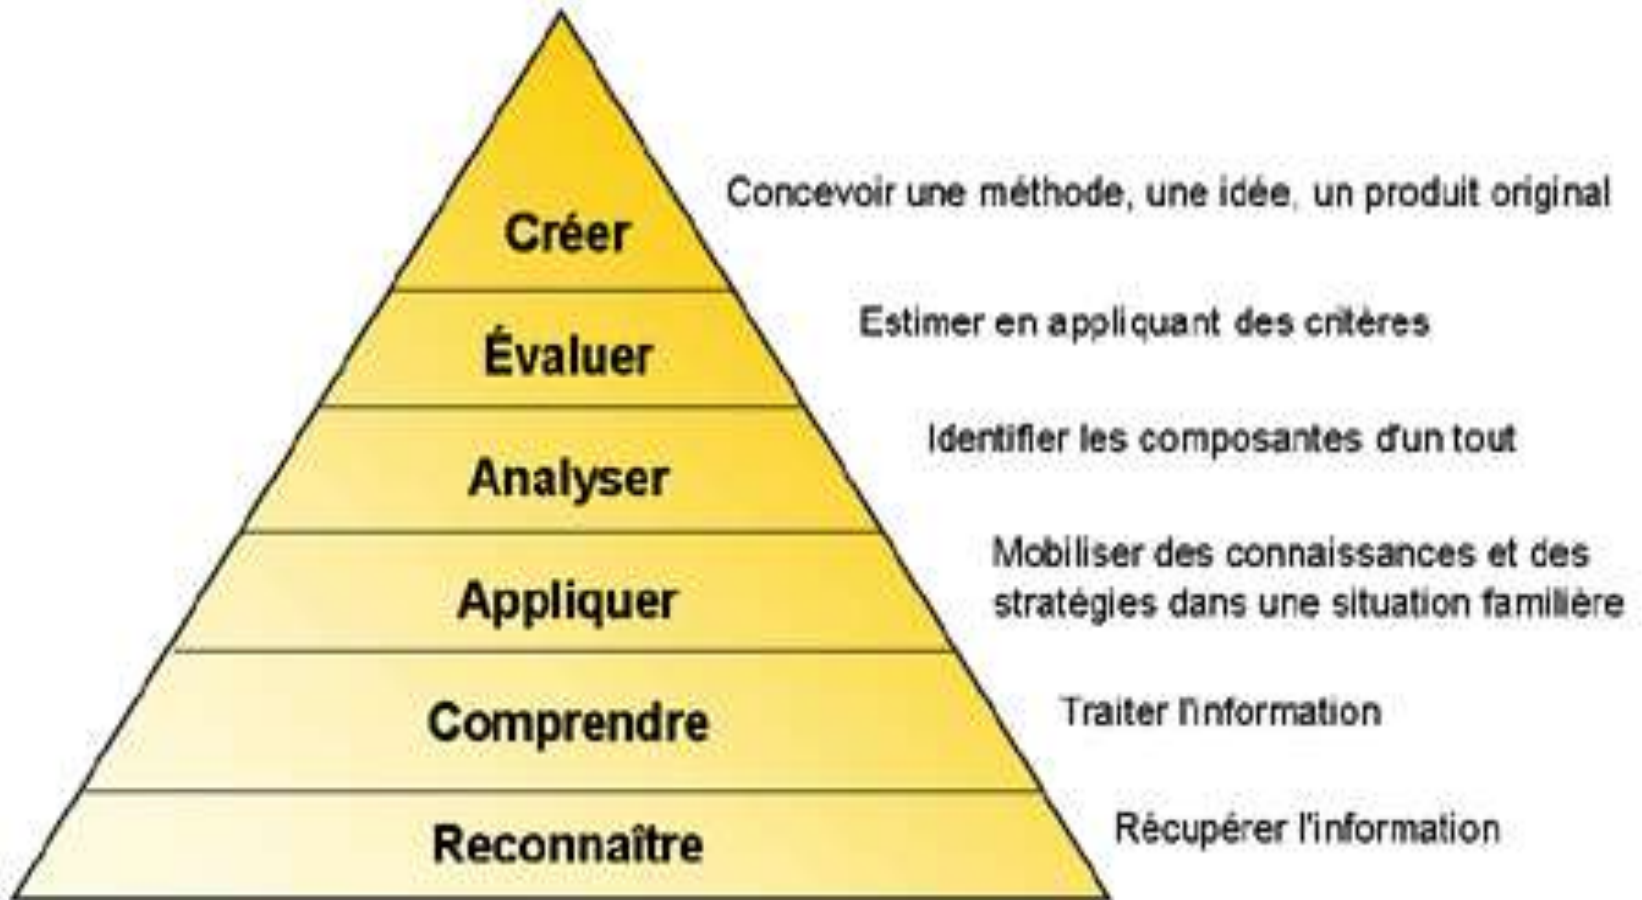 Créer
Concevoir une méthode, une idée, un produit original
Évaluer
Estimer en appliquant des critères
Analyser
Identifier les composantes d'un tout
Appliquer
Mobiliser des connaissances et des
stratégies dans une situation familière
Comprendre
Traiter l'information
Reconnaître
Récupérer l'information